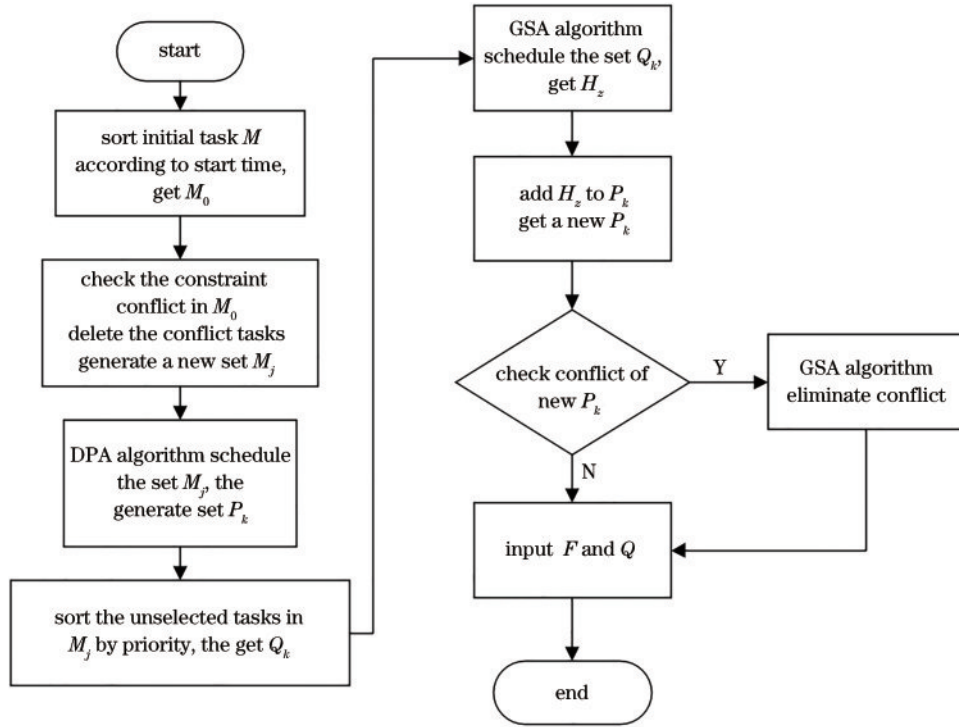 start
sort initial task M
according to start time,
get M₀
check the constraint
conflict in M₀
delete the conflict tasks
generate a new set Mⱼ
DPA algorithm schedule
the set Mⱼ, the
generate set Pₖ
sort the unselected tasks in
Mⱼ by priority, the get Qₖ
GSA algorithm
schedule the set Qₖ,
get H_z
add H_z to Pₖ
get a new Pₖ
check conflict of
new Pₖ
Y
GSA algorithm
eliminate conflict
N
input F and Q
end